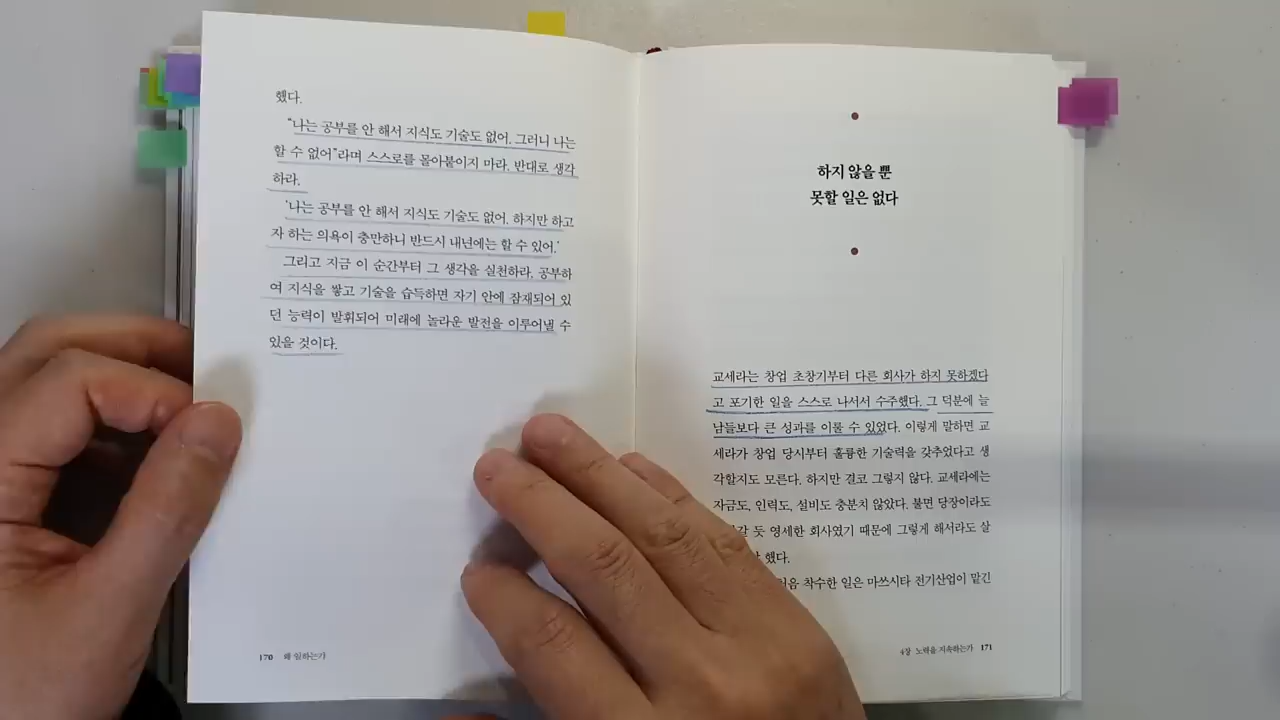 했다.
“나는 공부를 안 해서 지식도 기술도 없어. 그러니 나는
할 수 없어”라며 스스로를 몰아붙이지 마라. 반대로 생각
하라.
‘나는 공부를 안 해서 지식도 기술도 없어. 하지만 하고
자 하는 의욕이 충만하니 반드시 내년에는 할 수 있어.’
그리고 지금 이 순간부터 그 생각을 실천하라. 공부하
여 지식을 쌓고 기술을 습득하면 자기 안에 잠재되어 있
던 능력이 발휘되어 미래에 놀라운 발전을 이루어낼 수
있을 것이다.
170 왜 일하는가
하지 않을 뿐
못할 일은 없다
교세라는 창업 초창기부터 다른 회사가 하지 못하겠다
고 포기한 일을 스스로 나서서 수주했다. 그 덕분에 늘
남들보다 큰 성과를 이룰 수 있었다. 이렇게 말하면 교
세라가 창업 당시부터 훌륭한 기술력을 갖추었다고 생
각할지도 모른다. 하지만 결코 그렇지 않다. 교세라에는
자금도, 인력도, 설비도 충분치 않았다. 불면 당장이라도
듯 영세한 회사였기 때문에 그렇게 해서라도 살
했다.
착수한 일은 마쓰시타 전기산업이 맡긴
4장 노력을 지속하는가 171